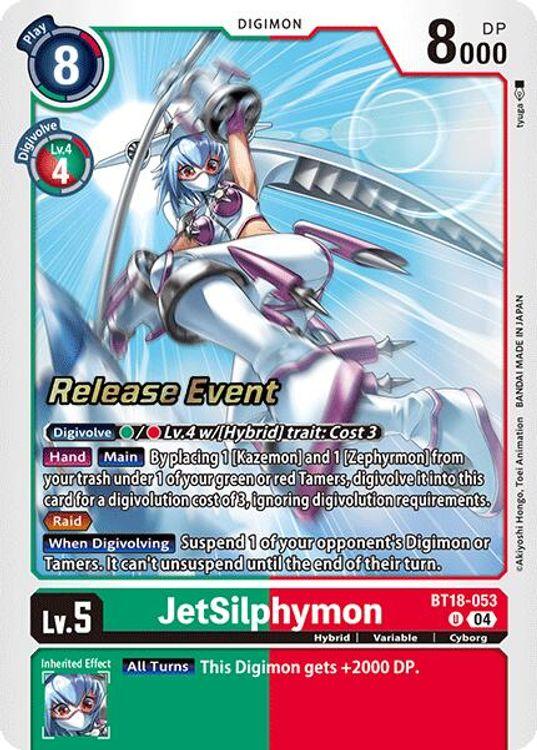 Play
8
DIGIMON
DP
8000
Digivolve
Lv.4
4
tyuga
©Akiyoshi Hongo, Toei Animation BANDAI MADE IN JAPAN
Release Event
Digivolve / Lv.4 w/[Hybrid] trait: Cost 3
Hand Main By placing 1 [Kazemon] and 1 [Zephyrmon] from
your trash under 1 of your green or red Tamers, digivolve it into this
card for a digivolution cost of 3, ignoring digivolution requirements.
Raid
When Digivolving Suspend 1 of your opponent's Digimon or
Tamers. It can't unsuspend until the end of their turn.
Lv.5
JetSilphymon
BT18-053
U 04
Hybrid | Variable | Cyborg
Inherited Effect
All Turns This Digimon gets +2000 DP.